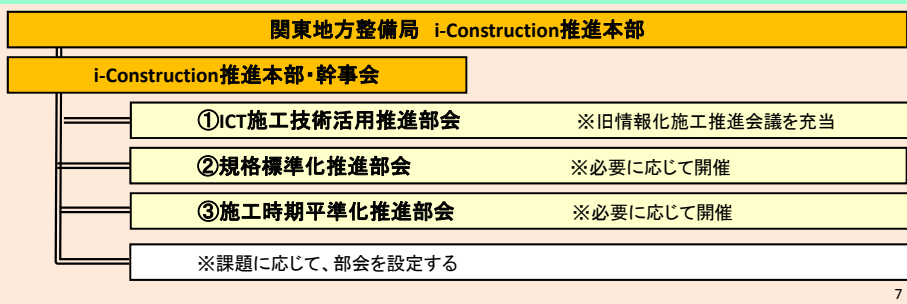 関東地方整備局 i-Construction推進本部
i-Construction推進本部・幹事会
①ICT施工技術活用推進部会 ※旧情報化施工推進会議を充当
②規格標準化推進部会 ※必要に応じて開催
③施工時期平準化推進部会 ※必要に応じて開催
※課題に応じて、部会を設定する
7